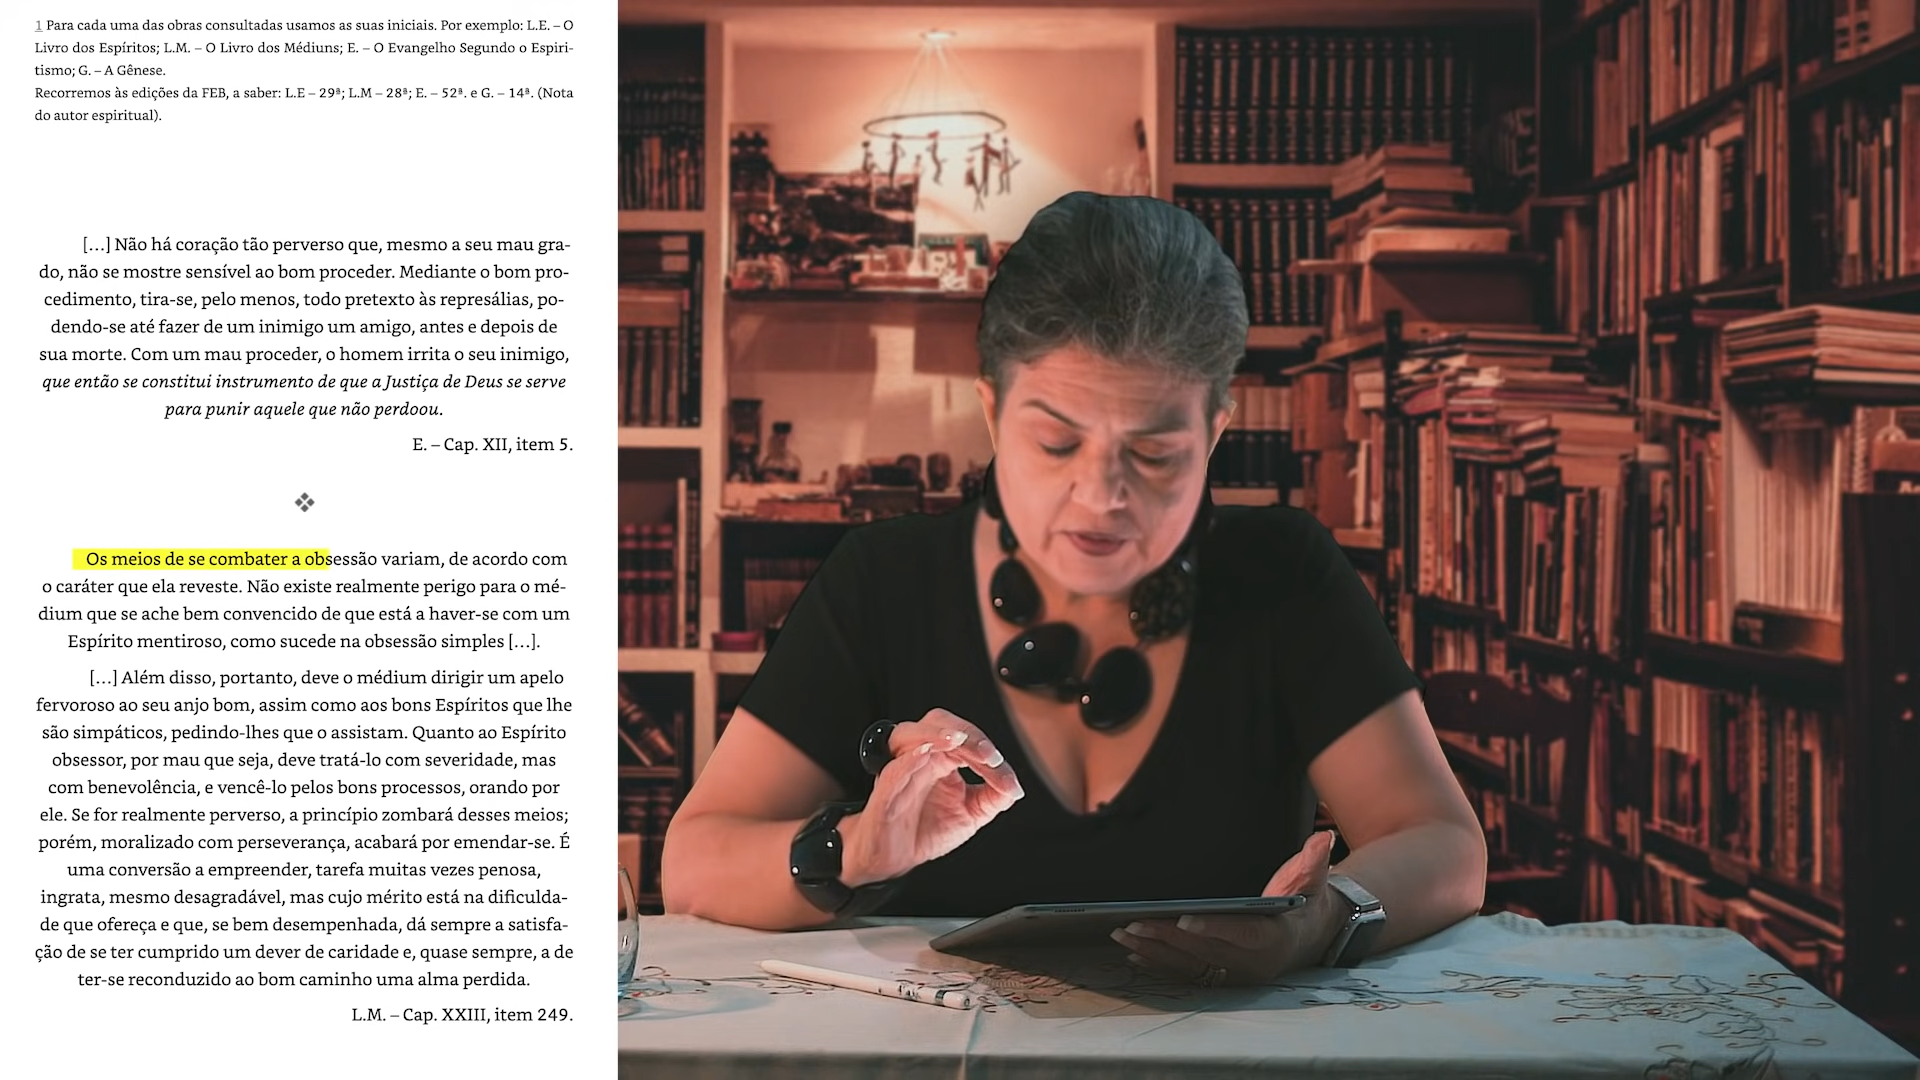 1 Para cada uma das obras consultadas usamos as suas iniciais. Por exemplo: L.E. – O
Livro dos Espíritos; L.M. – O Livro dos Médiuns; E. – O Evangelho Segundo o Espiri-
tismo; G. – A Gênese.
Recorremos às edições da FEB, a saber: L.E – 29ª; L.M – 28ª; E. – 52ª. e G. – 14ª. (Nota
do autor espiritual).
[...] Não há coração tão perverso que, mesmo a seu mau gra-
do, não se mostre sensível ao bom proceder. Mediante o bom pro-
cedimento, tira-se, pelo menos, todo pretexto às represálias, po-
dendo-se até fazer de um inimigo um amigo, antes e depois de
sua morte. Com um mau proceder, o homem irrita o seu inimigo,
que então se constitui instrumento de que a Justiça de Deus se serve
para punir aquele que não perdoou.
E. – Cap. XII, item 5.
Os meios de se combater a obsessão variam, de acordo com
o caráter que ela reveste. Não existe realmente perigo para o mé-
dium que se ache bem convencido de que está a haver-se com um
Espírito mentiroso, como sucede na obsessão simples [...].
[...] Além disso, portanto, deve o médium dirigir um apelo
fervoroso ao seu anjo bom, assim como aos bons Espíritos que lhe
são simpáticos, pedindo-lhes que o assistam. Quanto ao Espírito
obsessor, por mau que seja, deve tratá-lo com severidade, mas
com benevolência, e vencê-lo pelos bons processos, orando por
ele. Se for realmente perverso, a princípio zombará desses meios;
porém, moralizado com perseverança, acabará por emendar-se. É
uma conversão a empreender, tarefa muitas vezes penosa,
ingrata, mesmo desagradável, mas cujo mérito está na dificulda-
de que ofereça e que, se bem desempenhada, dá sempre a satisfa-
ção de se ter cumprido um dever de caridade e, quase sempre, a de
ter-se reconduzido ao bom caminho uma alma perdida.
L.M. – Cap. XXIII, item 249.